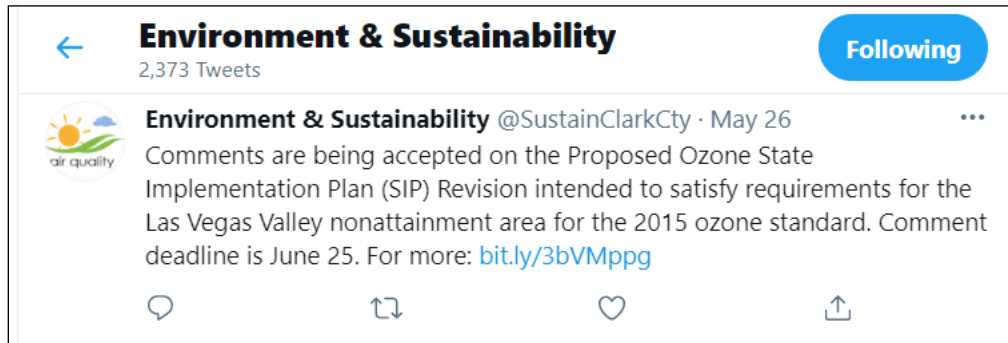 Environment & Sustainability
2,373 Tweets
Following
Environment & Sustainability @SustainClarkCty · May 26
air quality
Comments are being accepted on the Proposed Ozone State
Implementation Plan (SIP) Revision intended to satisfy requirements for the
Las Vegas Valley nonattainment area for the 2015 ozone standard. Comment
deadline is June 25. For more: bit.ly/3bVMppg